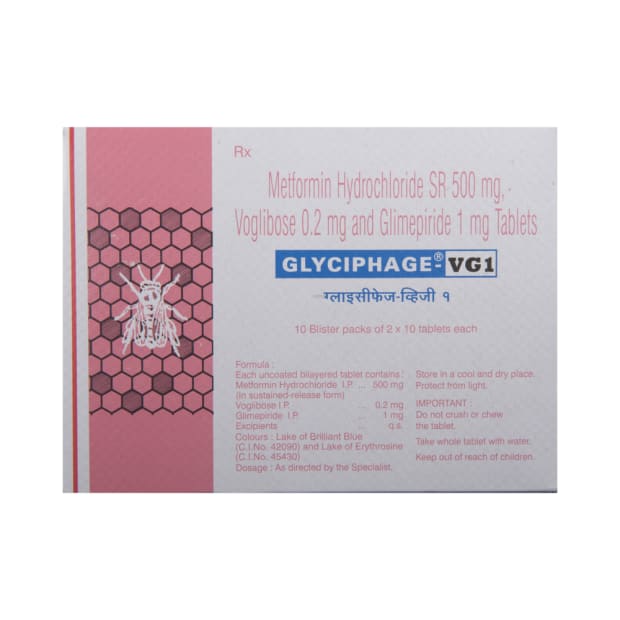 Rx
Metformin Hydrochloride SR 500 mg,
Voglibose 0.2 mg and Glimepiride 1 mg Tablets
GLYCIPHAGE®-VG1
ग्लाइसीफेज-व्हिजी १
10 Blister packs of 2 x 10 tablets each
Formula :
Each uncoated bilayered tablet contains :
Metformin Hydrochloride I.P. ... 500 mg
(in sustained-release form)
Voglibose I.P. ... 0.2 mg
Glimepiride I.P. ... 1 mg
Excipients ... q.s.
Colours : Lake of Brilliant Blue
(C.I.No. 42090) and Lake of Erythrosine
(C.I.No. 45430)
Dosage : As directed by the Specialist.
Store in a cool and dry place.
Protect from light.
IMPORTANT :
Do not crush or chew
the tablet.
Take whole tablet with water.
Keep out of reach of children.